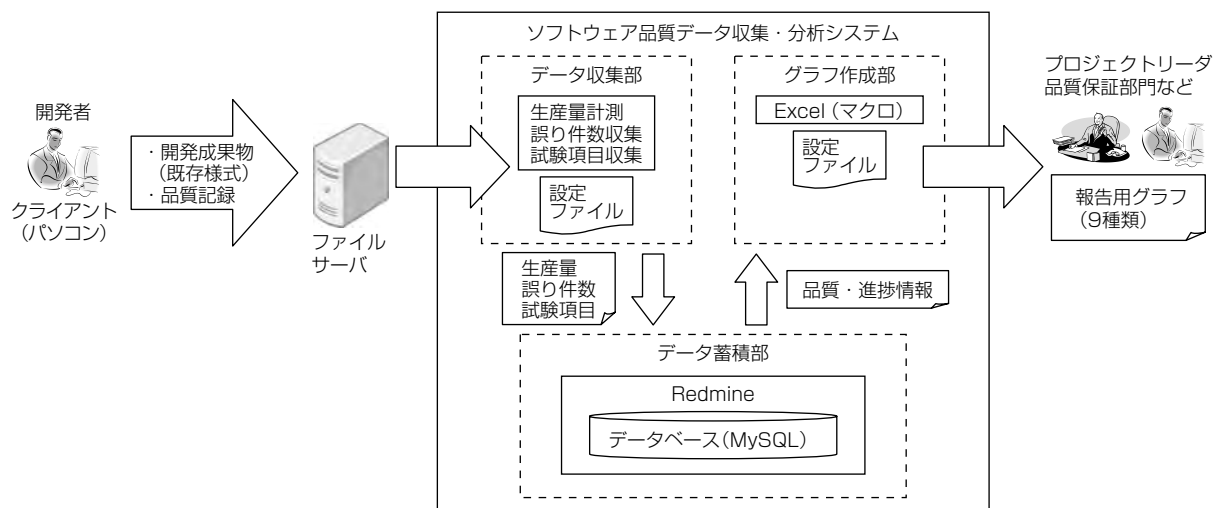 ソフトウェア品質データ収集・分析システム
開発者
クライアント
(パソコン)
・開発成果物
(既存様式)
・品質記録
ファイル
サーバ
データ収集部
生産量計測
誤り件数収集
試験項目収集
設定
ファイル
生産量
誤り件数
試験項目
グラフ作成部
Excel(マクロ)
設定
ファイル
品質・進捗情報
データ蓄積部
Redmine
データベース(MySQL)
プロジェクトリーダ
品質保証部門など
報告用グラフ
(9種類)